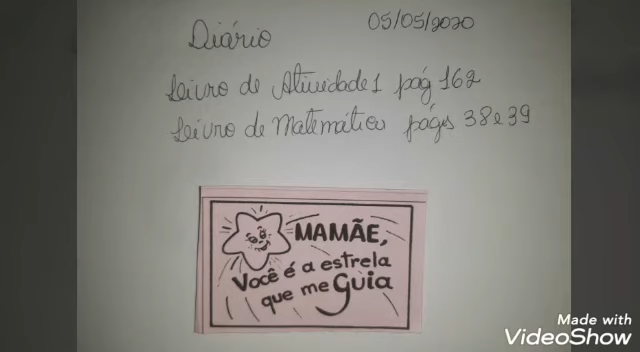 Diário 05/05/2020
Livro de Atividade 1 pág 162
Livro de Matemática págs 38 e 39
MAMÃE,
Você é a estrela
que me Guia
Made with
VideoShow